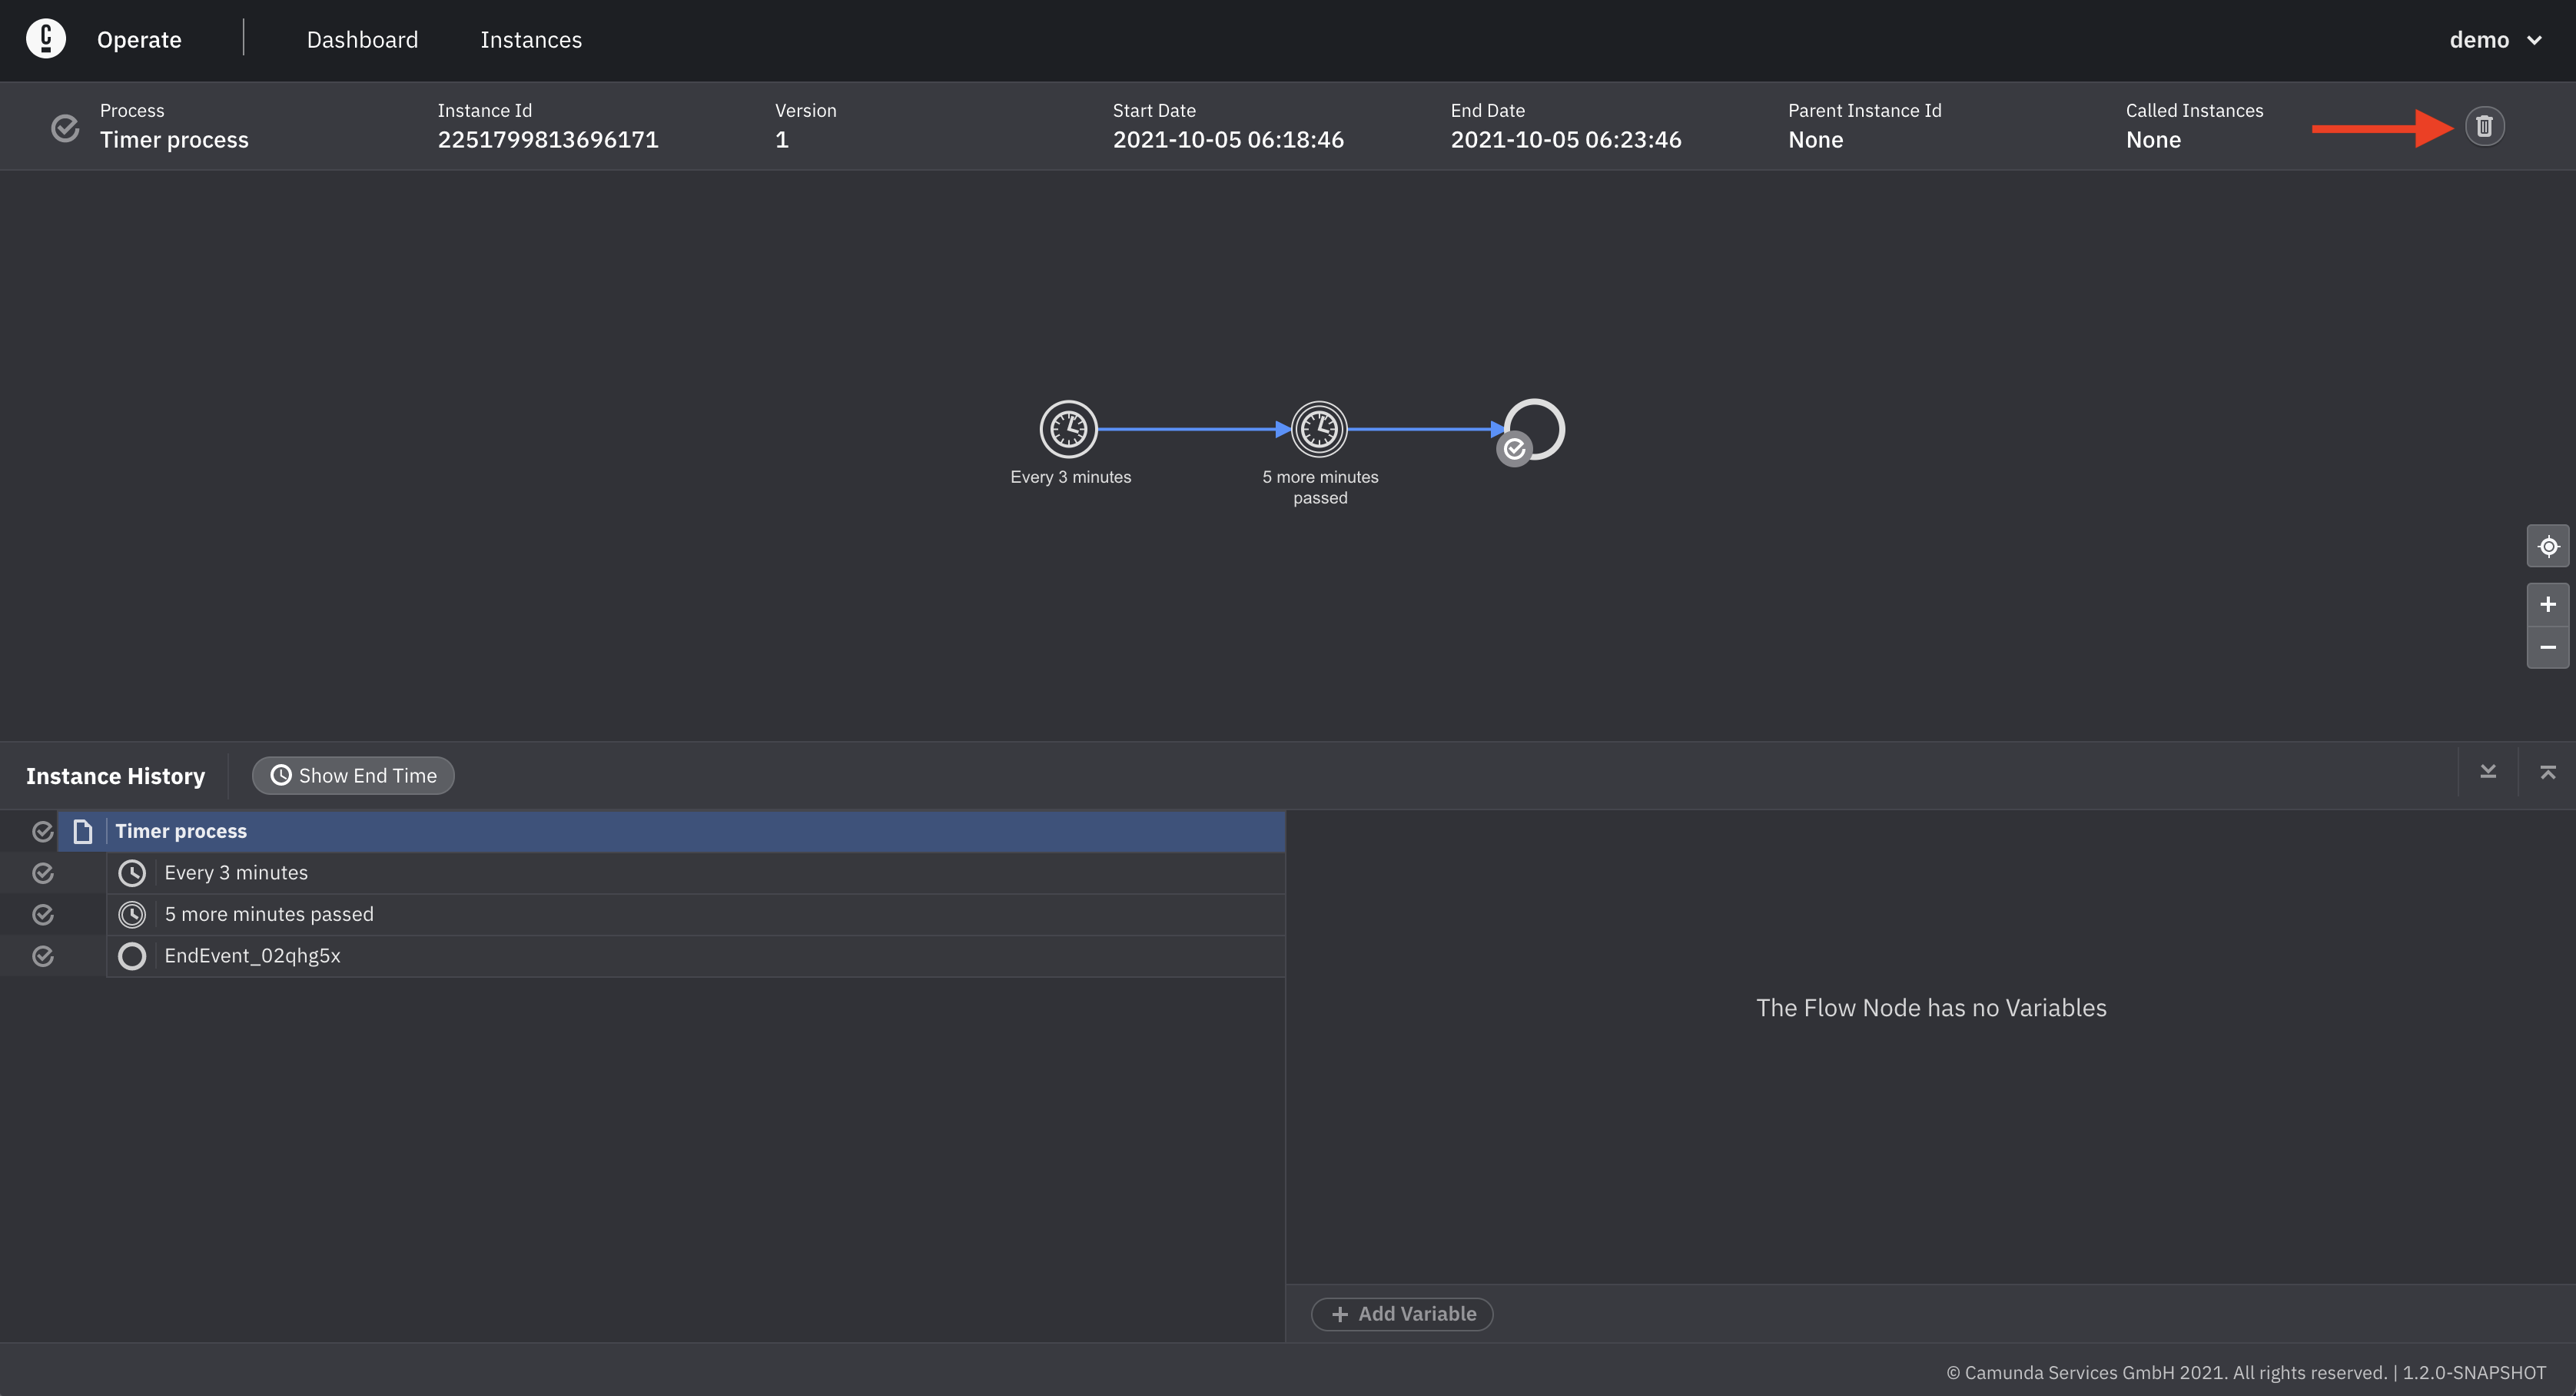 Operate
Dashboard
Instances
demo
Process
Timer process
Instance Id
2251799813696171
Version
1
Start Date
2021-10-05 06:18:46
End Date
2021-10-05 06:23:46
Parent Instance Id
None
Called Instances
None
Every 3 minutes
5 more minutes
passed
Instance History
Show End Time
Timer process
Every 3 minutes
5 more minutes passed
EndEvent_02qhg5x
The Flow Node has no Variables
Add Variable
© Camunda Services GmbH 2021. All rights reserved. | 1.2.0-SNAPSHOT